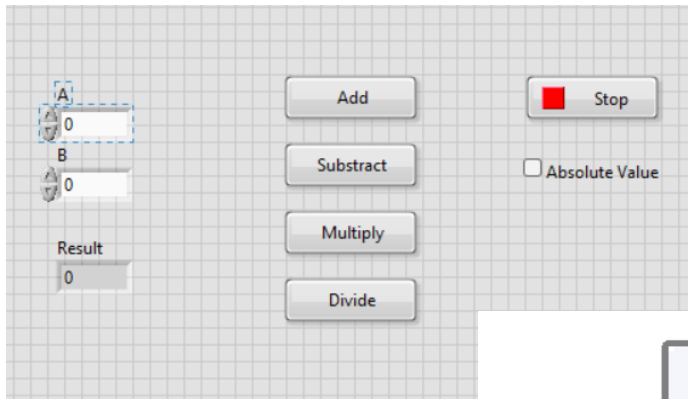 A
0
B
0
Result
0
Add
Substract
Multiply
Divide
Stop
Absolute Value